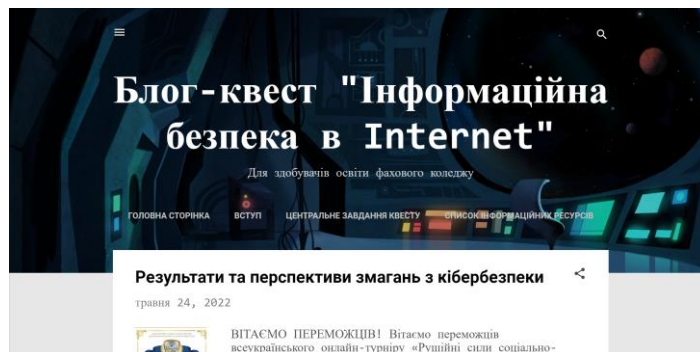 Блог-квест "Інформаційна
безпека в Internet"
Для здобувачів освіти фахового коледжу
ГОЛОВНА СТОРІНКА ВСТУП ЦЕНТРАЛЬНЕ ЗАВДАННЯ КВЕСТУ СПИСОК ІНФОРМАЦІЙНИХ РЕСУРСІВ
Результати та перспективи змагань з кібербезпеки
травня 24, 2022
ВІТАЄМО ПЕРЕМОЖЦІВ! Вітаємо переможців
всеукраїнського онлайн-турніру «Рушійні сили соціально-